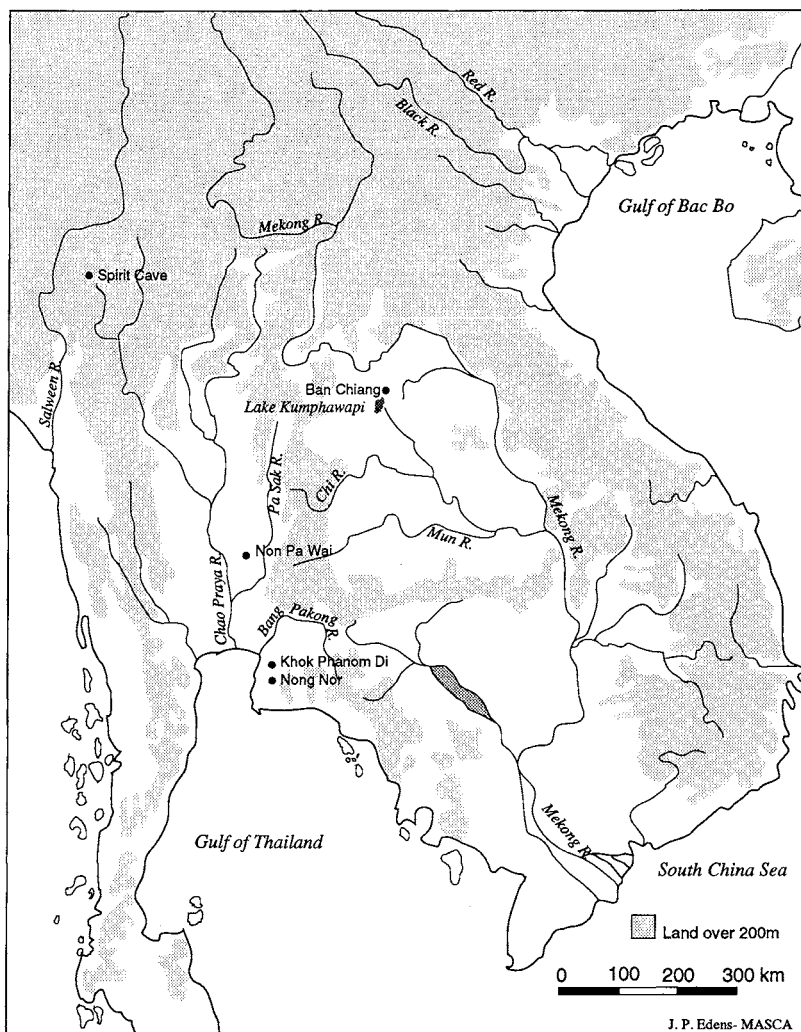 Red R.
Black R.
Gulf of Bac Bo
Mekong R.
Spirit Cave
Salween R.
Ban Chiang
Lake Kumphawapi
Pa Sak R.
Chi R.
Mekong R.
Mun R.
Non Pa Wai
Chao Praya R.
Bang Pakong R.
Khok Phanom Di
Nong Nor
Mekong R.
Gulf of Thailand
South China Sea
Land over 200m
0 100 200 300 km
J. P. Edens- MASCA